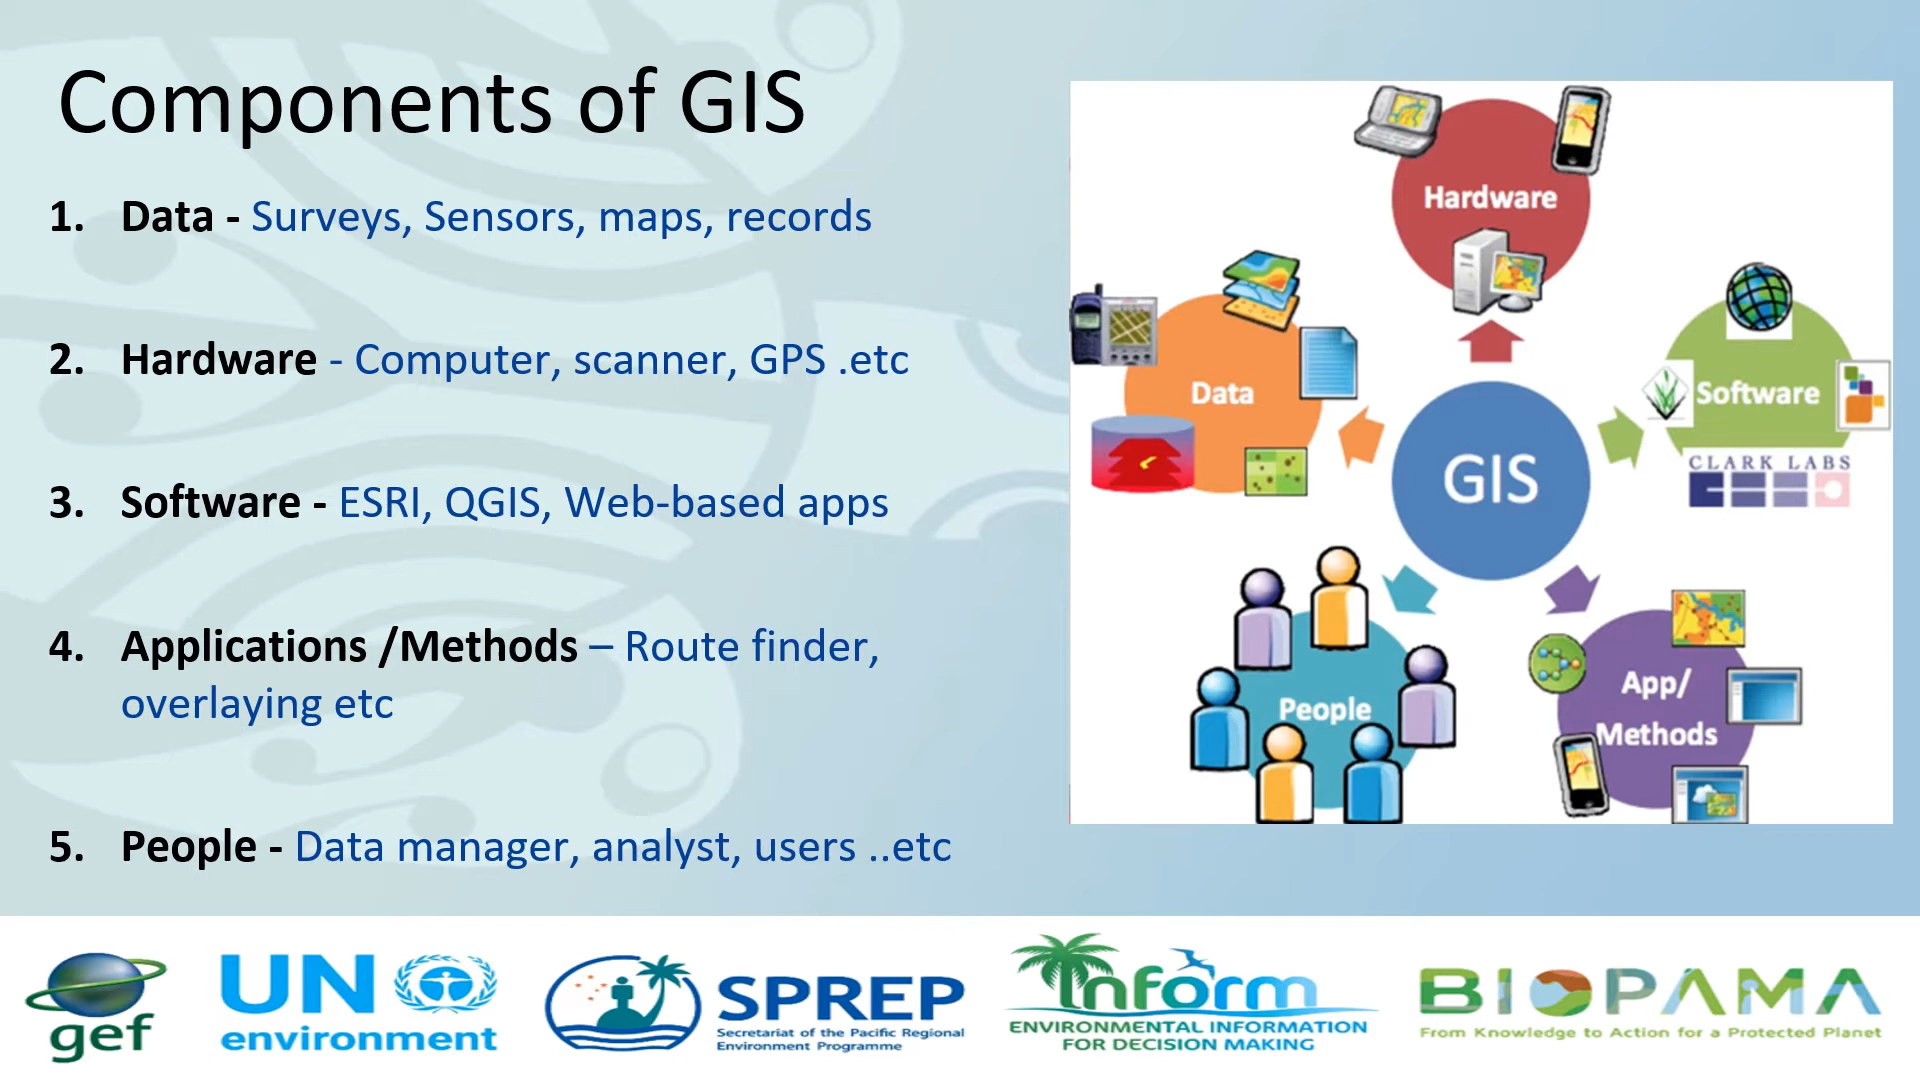 Components of GIS
1. Data - Surveys, Sensors, maps, records
2. Hardware - Computer, scanner, GPS .etc
3. Software - ESRI, QGIS, Web-based apps
4. Applications /Methods – Route finder,
overlaying etc
5. People - Data manager, analyst, users ..etc
Hardware
Data
Software
CLARK LABS
GIS
People
App/
Methods
gef
UN
environment
SPREP
Secretariat of the Pacific Regional
Environment Programme
Inform
ENVIRONMENTAL INFORMATION
FOR DECISION MAKING
BIOPAMA
From Knowledge to Action for a Protected Planet